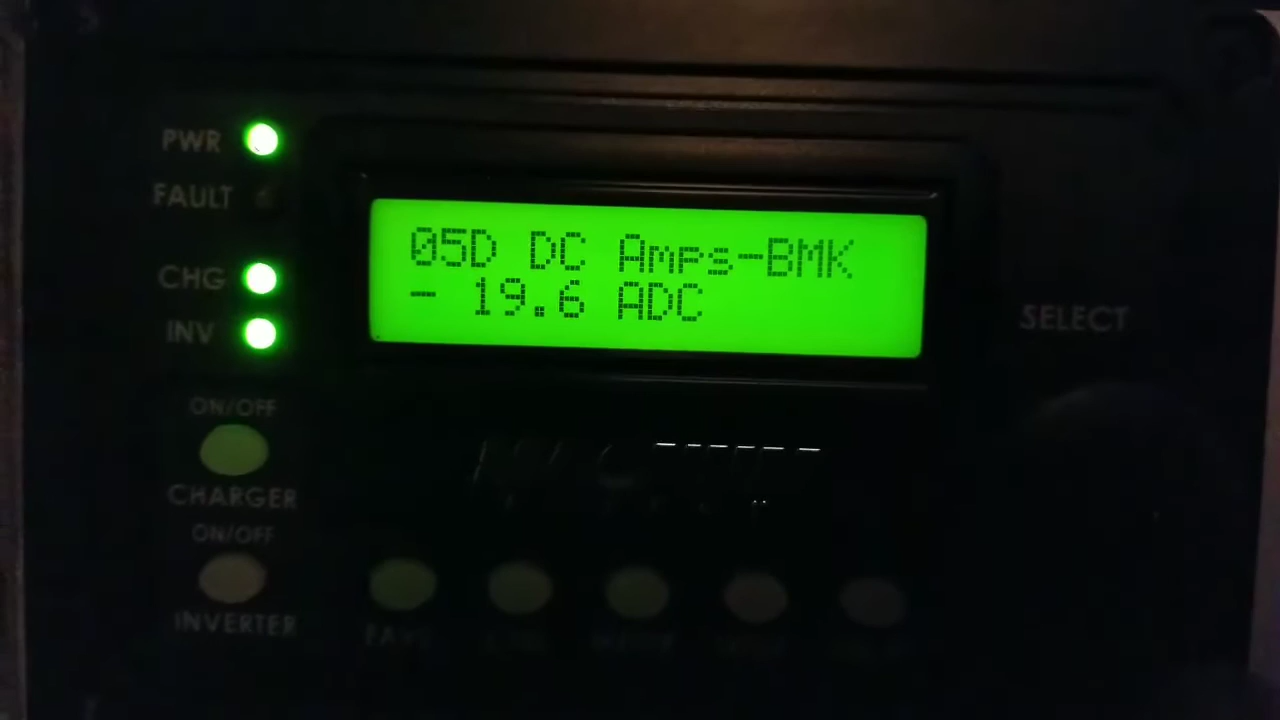 PWR
FAULT
CHG
INV
05D DC Amps-BMK
- 19.6 ADC
SELECT
ON/OFF
CHARGER
ON/OFF
INVERTER